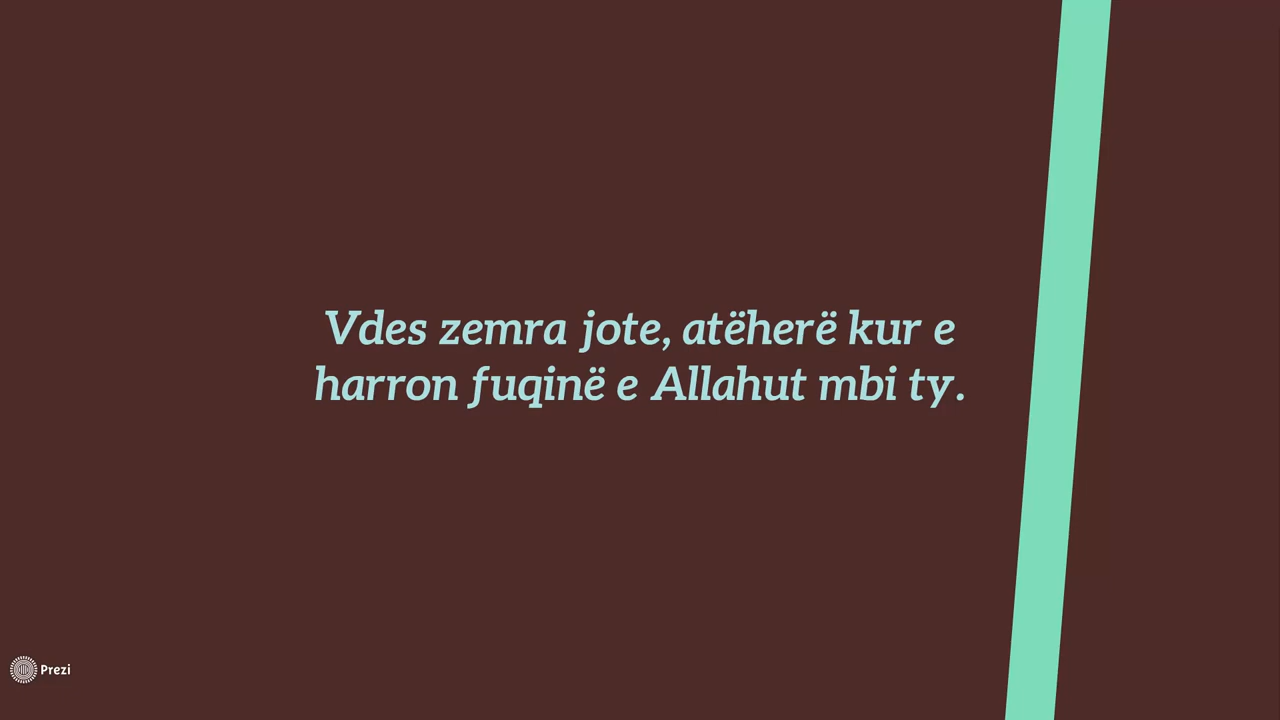 Vdes zemra jote, atëherë kur e
harron fuqinë e Allahut mbi ty.
Prezi